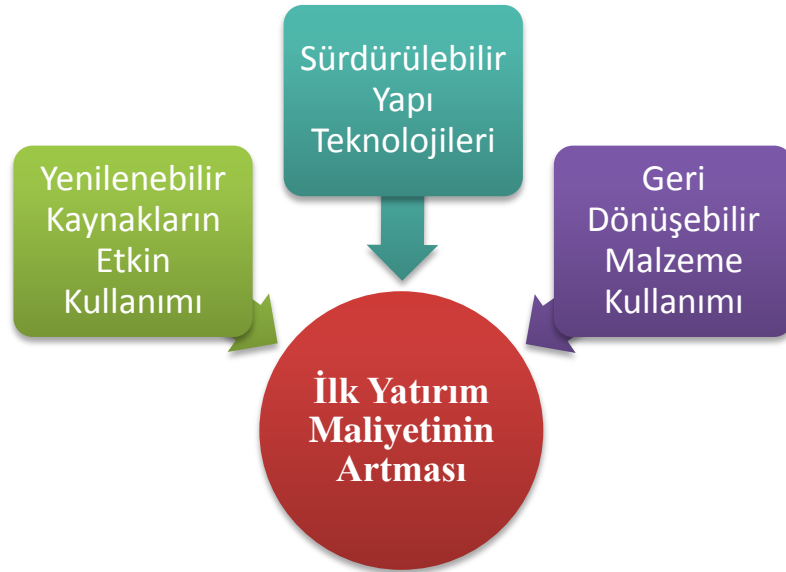 Sürdürülebilir
Yapı
Teknolojileri
Yenilenebilir
Kaynakların
Etkin
Kullanımı
Geri
Dönüşebilir
Malzeme
Kullanımı
İlk Yatırım
Maliyetinin
Artması